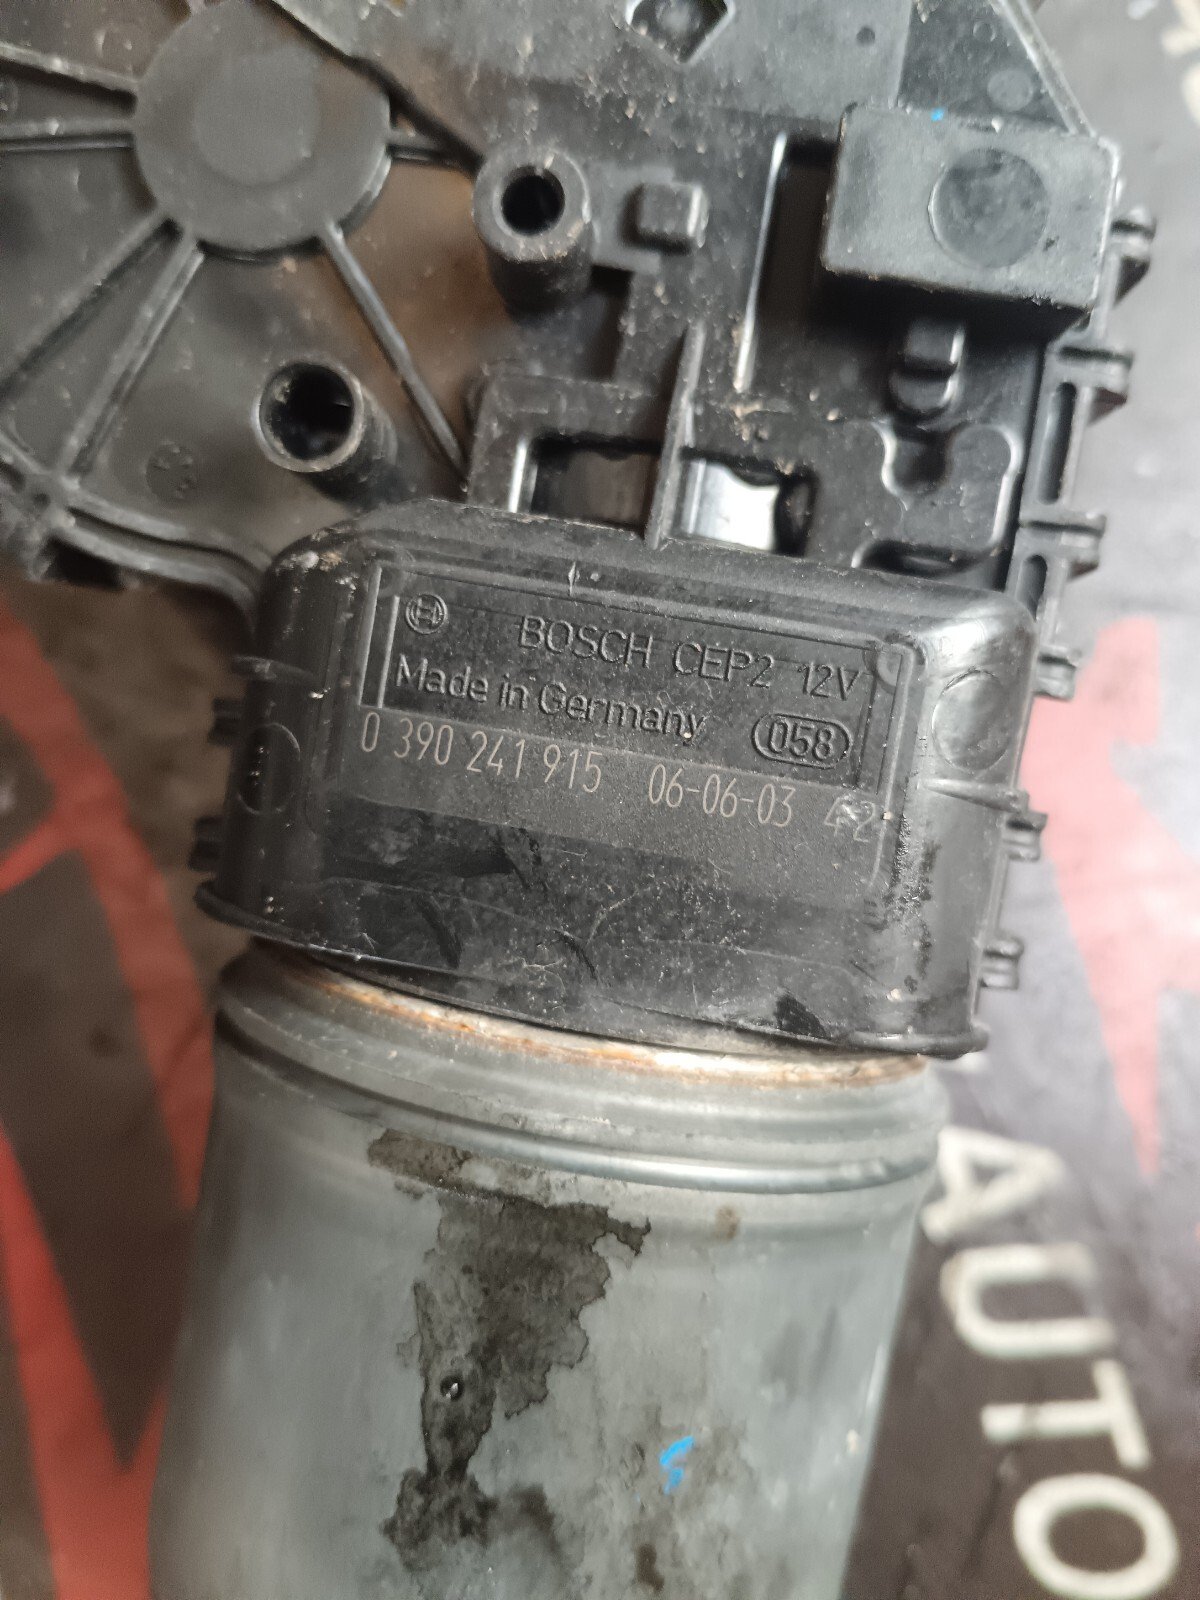 BOSCH CEP2 12V
Made in Germany 058
0 390 241 915 06-06-03 42
AUTO